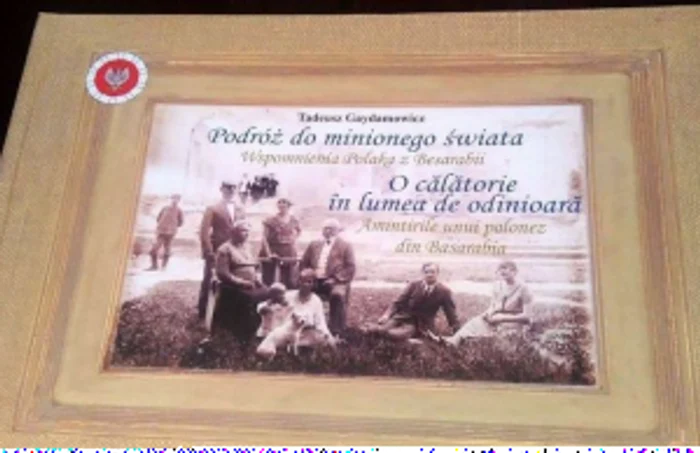 Tadeusz Gaydamowicz
Podróż do minionego świata
Wspomnienia Polaka z Besarabii
O călătorie
în lumea de odinioară
Amintirile unui polonez
din Basarabia